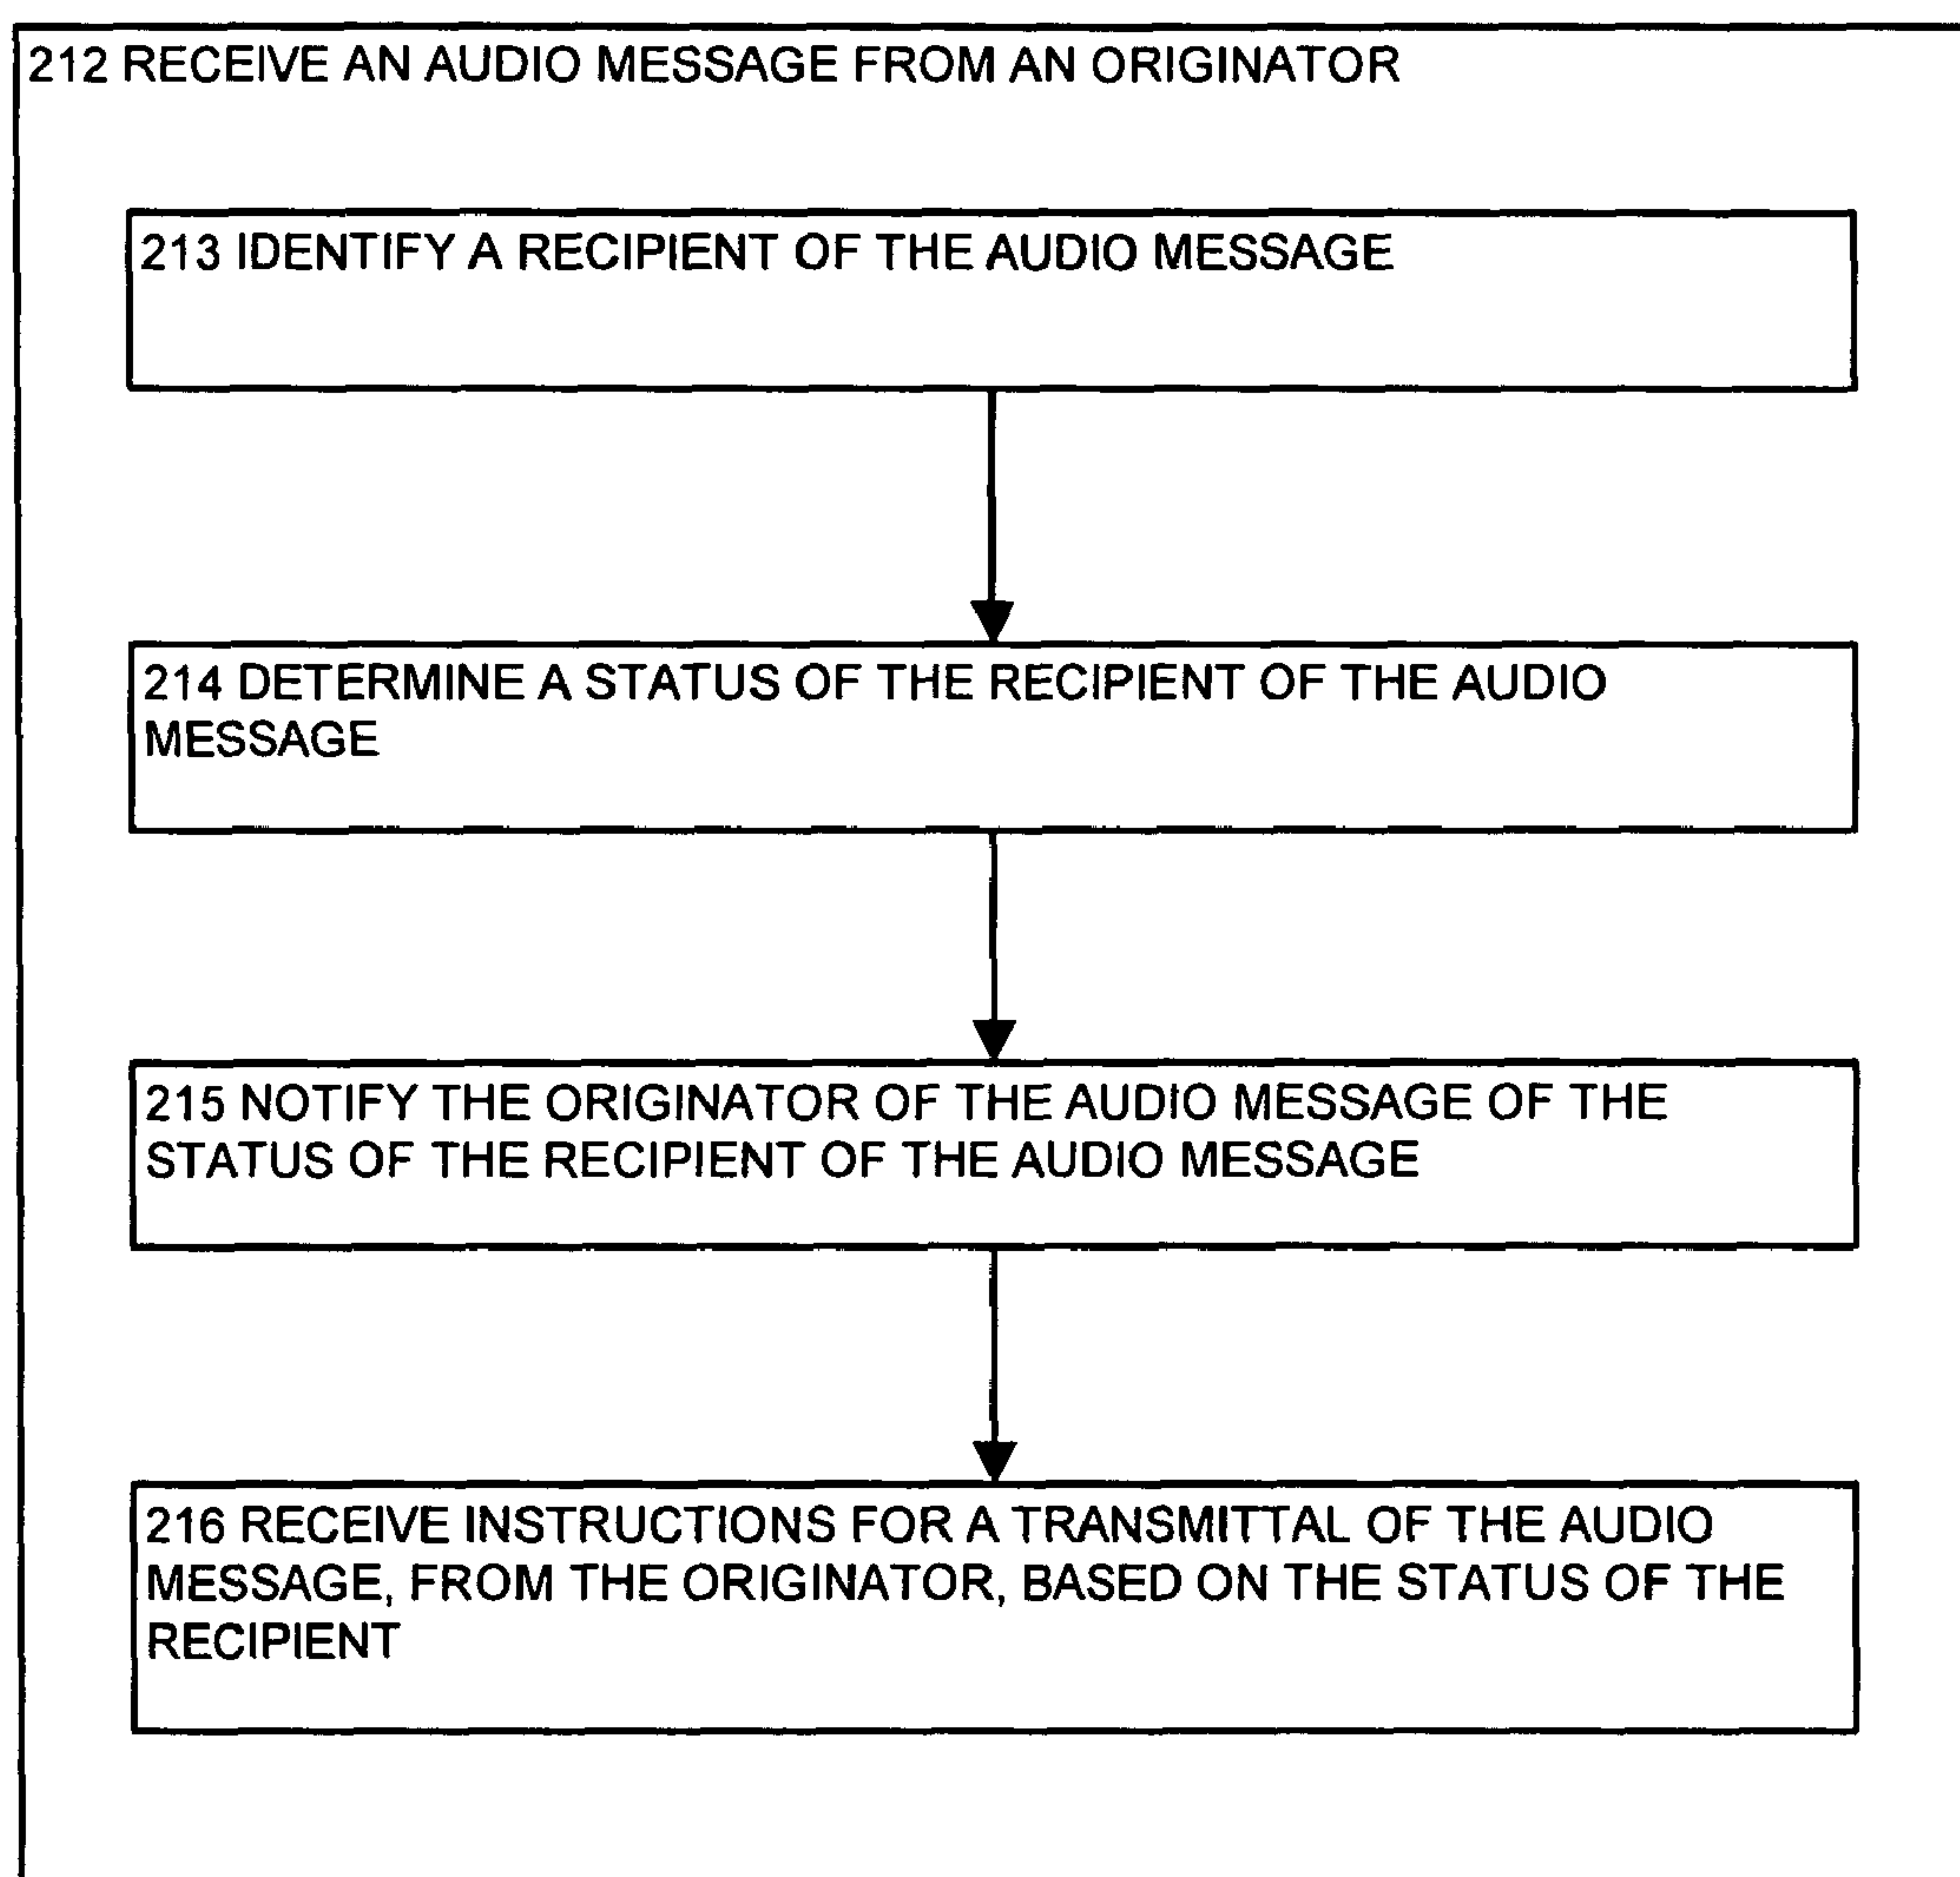 212 RECEIVE AN AUDIO MESSAGE FROM AN ORIGINATOR
213 IDENTIFY A RECIPIENT OF THE AUDIO MESSAGE
214 DETERMINE A STATUS OF THE RECIPIENT OF THE AUDIO
MESSAGE
215 NOTIFY THE ORIGINATOR OF THE AUDIO MESSAGE OF THE
STATUS OF THE RECIPIENT OF THE AUDIO MESSAGE
216 RECEIVE INSTRUCTIONS FOR A TRANSMITTAL OF THE AUDIO
MESSAGE, FROM THE ORIGINATOR, BASED ON THE STATUS OF THE
RECIPIENT